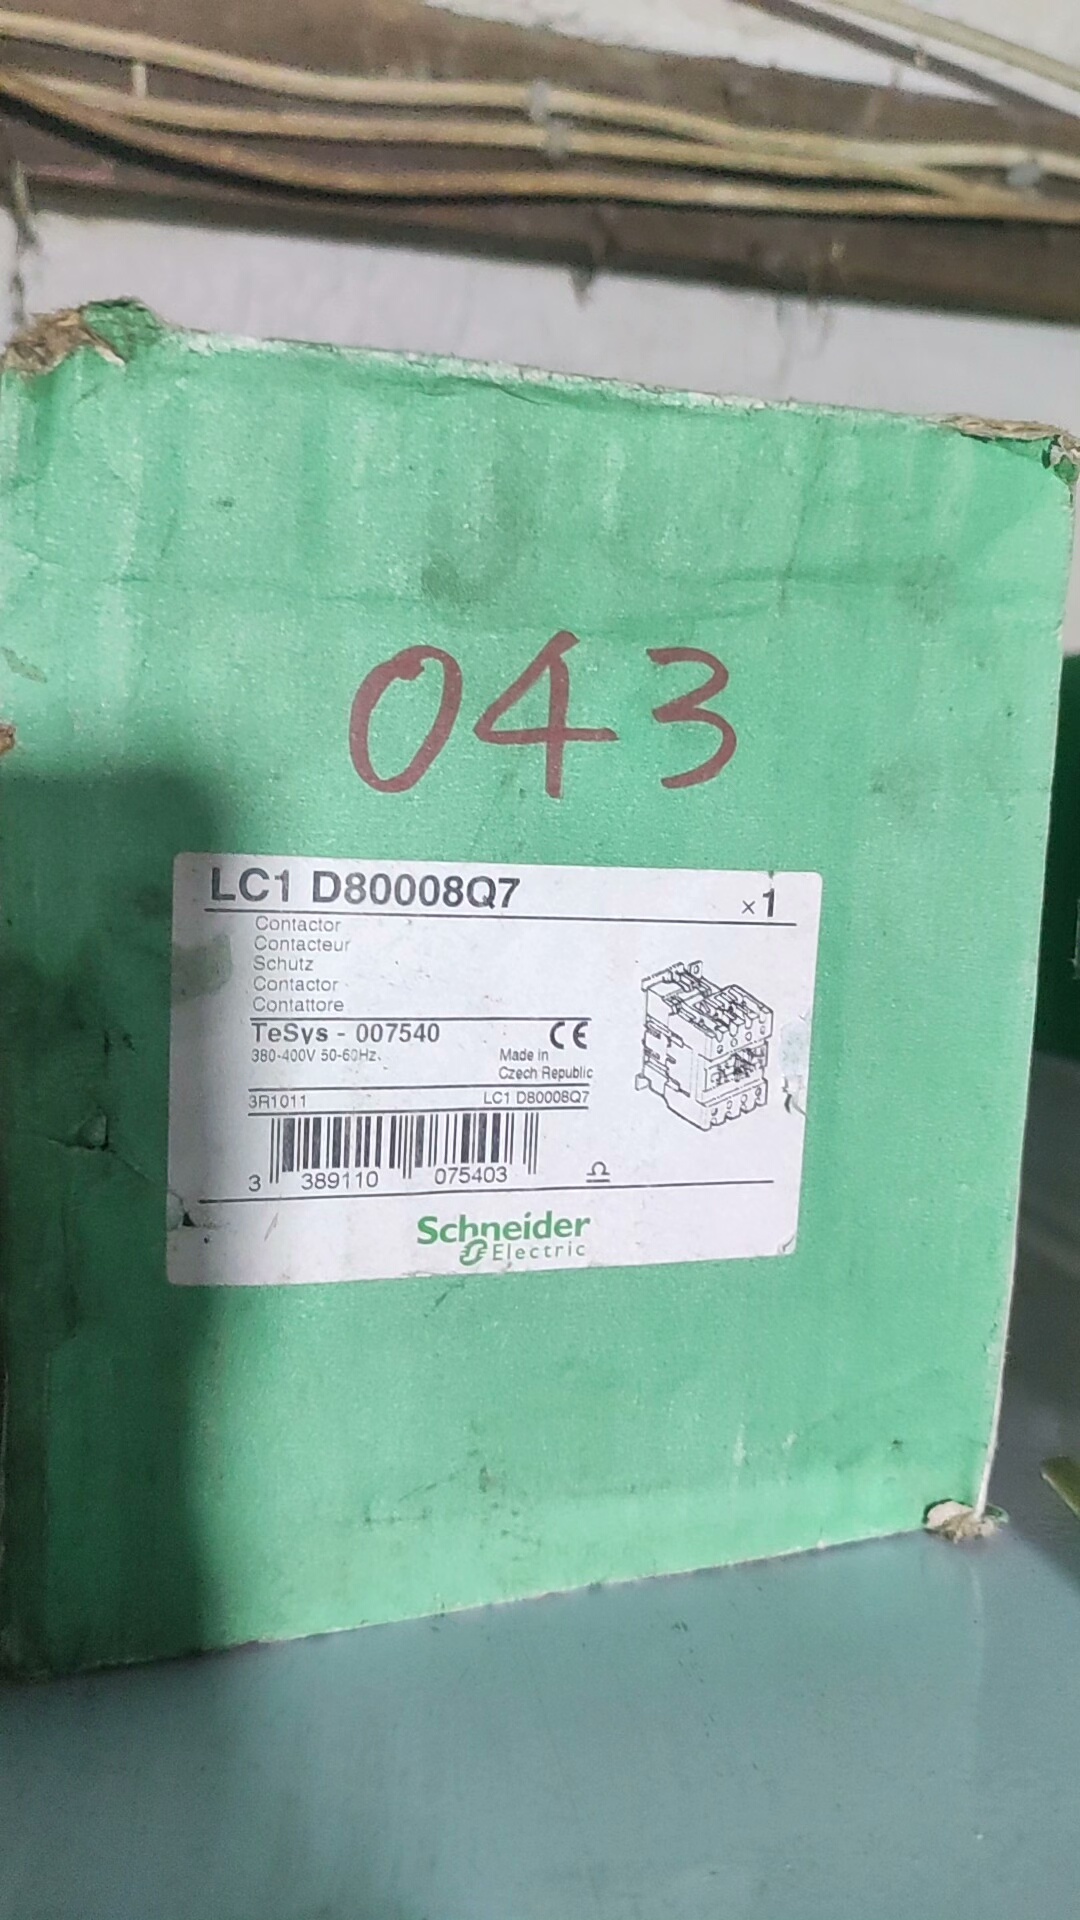 043
LC1 D80008Q7
×1
Contactor
Contacteur
Schutz
Contactor
Contattore
TeSys - 007540
CE
380-400V 50-60Hz.
Made in
Czech Republic
3R1011
LC1 D80008Q7
3 389110 075403
Schneider
Electric